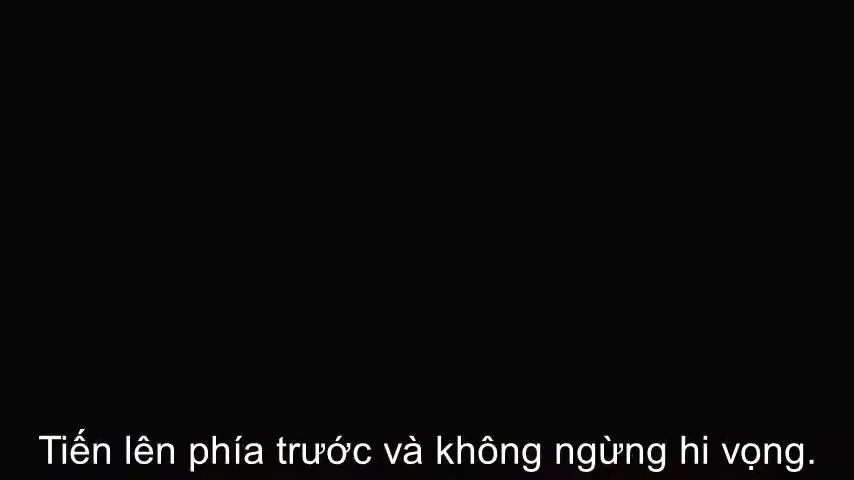 Tiến lên phía trước và không ngừng hi vọng.